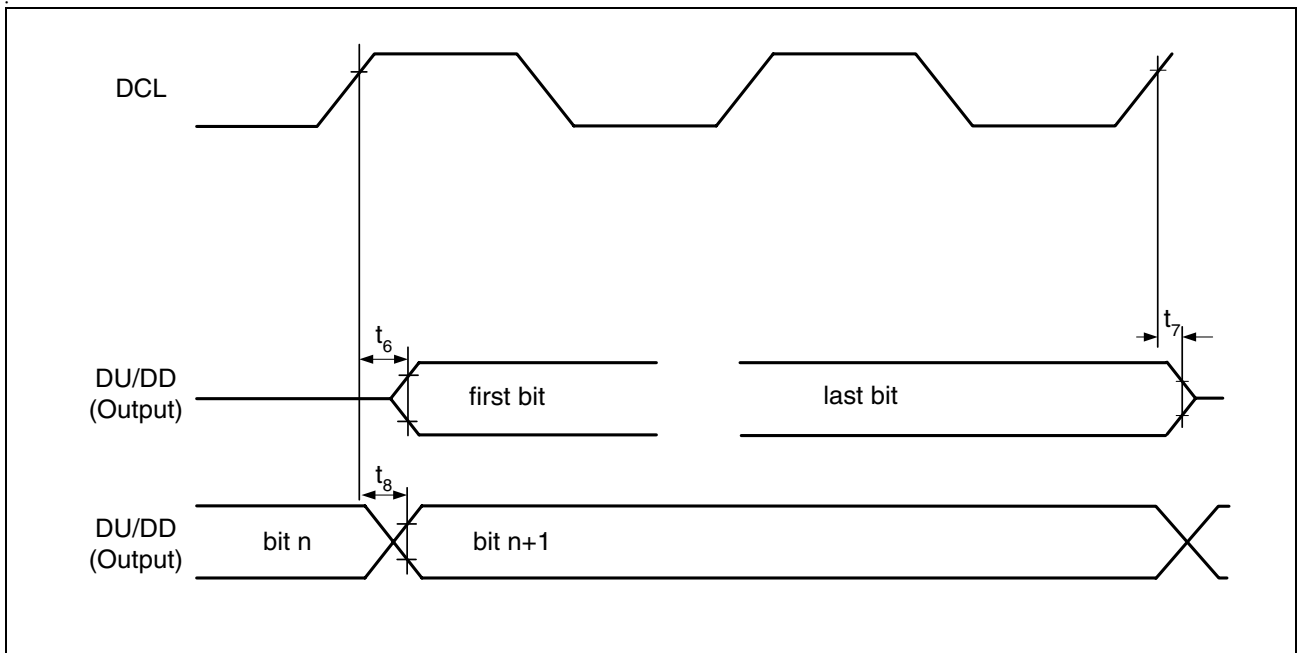 DCL
t6
t7
DU/DD
(Output)
first bit
last bit
t8
DU/DD
(Output)
bit n
bit n+1